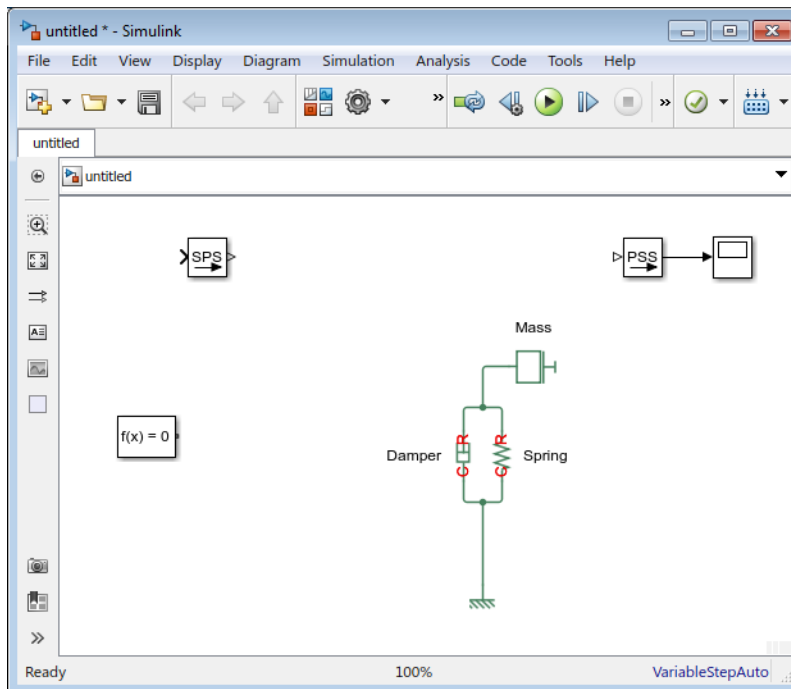 untitled * - Simulink
File Edit View Display Diagram Simulation Analysis Code Tools Help
untitled
untitled
SPS
PSS
Mass
f(x) = 0
Damper
R
R
C
C
Spring
Ready
100%
VariableStepAuto